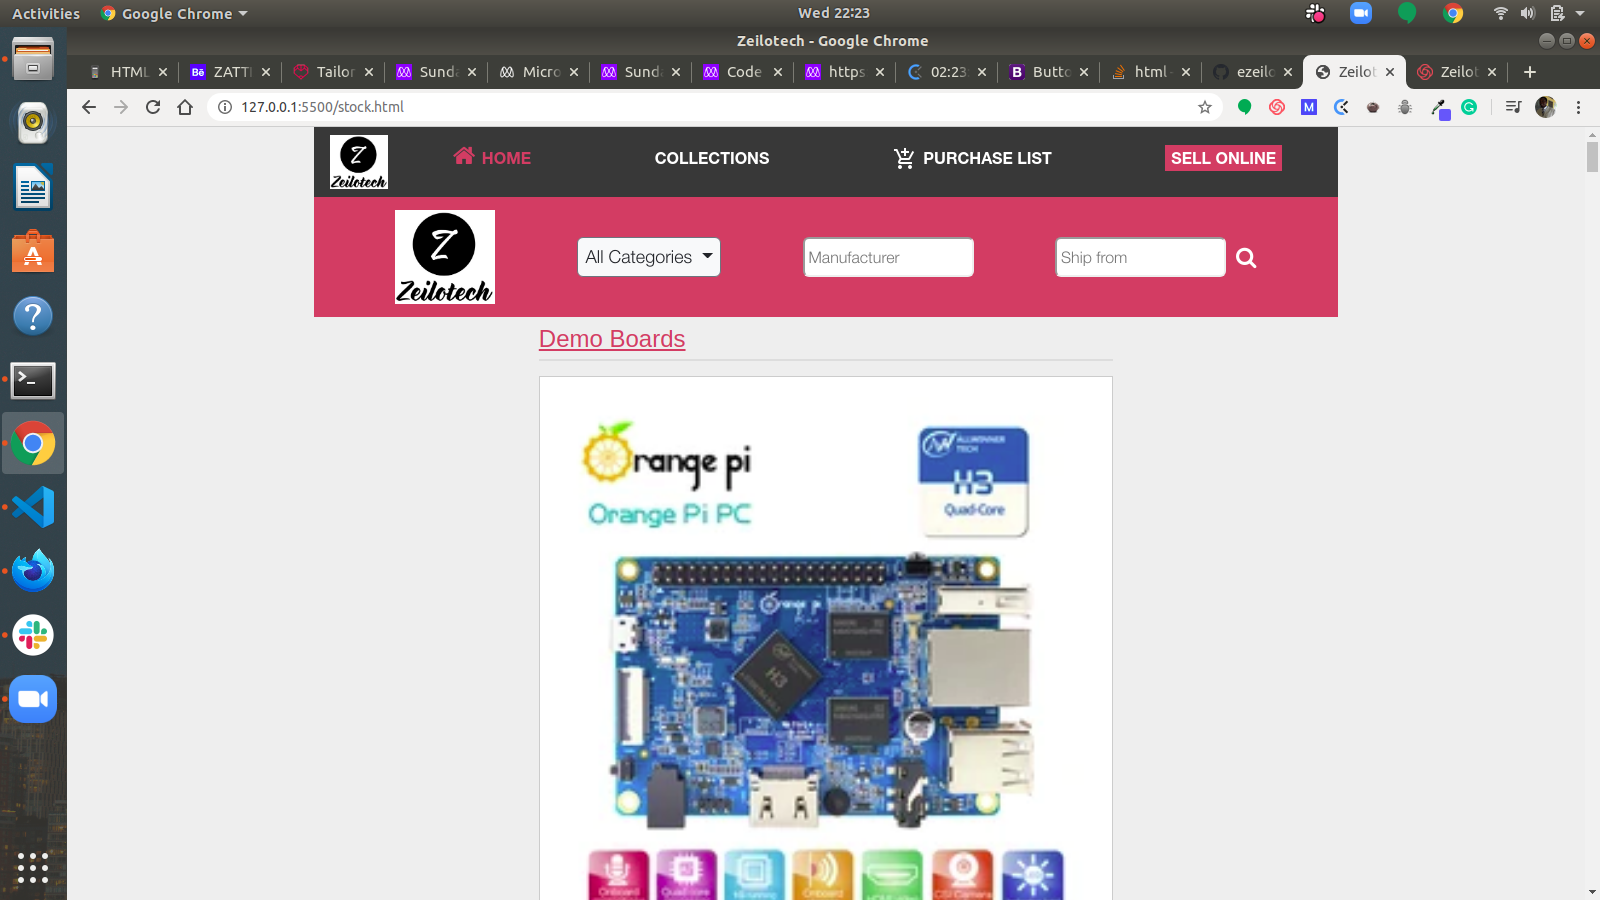 Activities Google Chrome Wed 22:23
Zeilotech - Google Chrome
HTML ZATTI Tailor Sunda Micro Sunda Code https 02:23: Butto html - ezeilo Zeilot Zeilot
127.0.0.1:5500/stock.html
Z
Zeilotech
HOME COLLECTIONS PURCHASE LIST SELL ONLINE
Z
Zeilotech
All Categories Manufacturer Ship from
Demo Boards
Orange pi
Orange Pi PC
ALLWINNER
TECH
H3
Quad-Core
Orange pi
H3
Onboard Quad-core Onboard CSI Camera